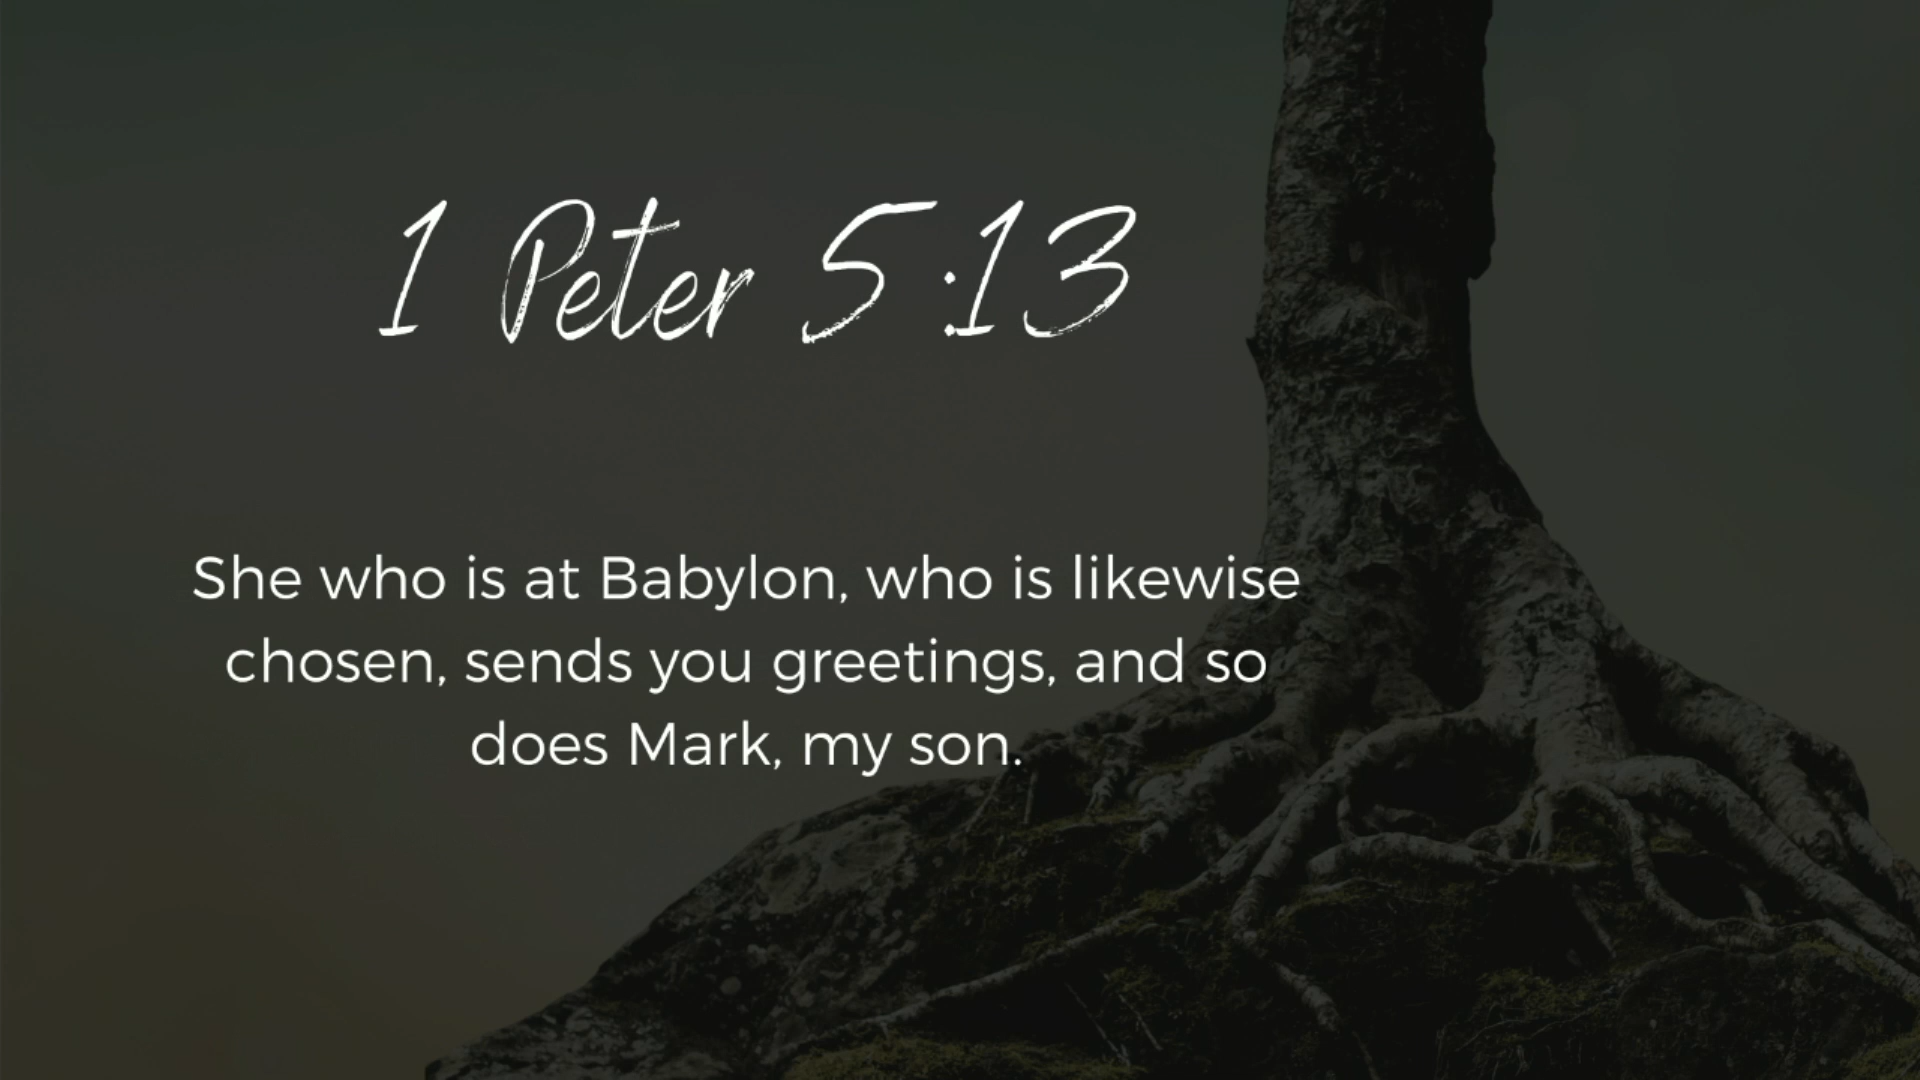 1 Peter 5:13
She who is at Babylon, who is likewise
chosen, sends you greetings, and so
does Mark, my son.